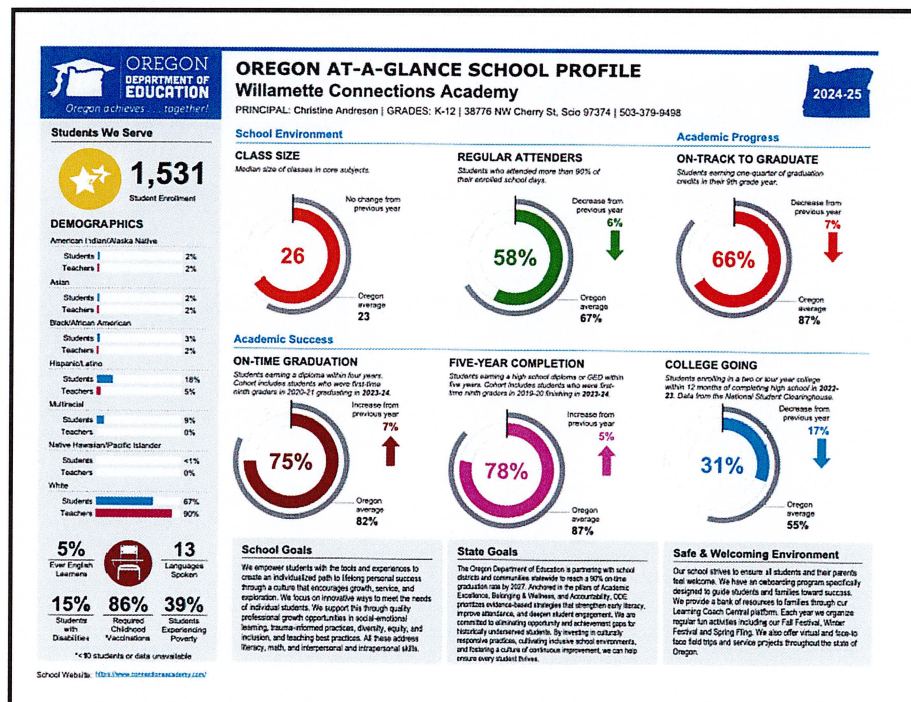 OREGON
DEPARTMENT OF
EDUCATION
Oregon achieves . . . together!
OREGON AT-A-GLANCE SCHOOL PROFILE
Willamette Connections Academy
PRINCIPAL: Christine Andresen | GRADES: K-12 | 38776 NW Cherry St, Scio 97374 | 503-379-9498
2024-25
Students We Serve
1,531
Student Enrollment
DEMOGRAPHICS
American Indian/Alaska Native
Students 2%
Teachers 2%
Asian
Students 2%
Teachers 2%
Black/African American
Students 3%
Teachers 2%
Hispanic/Latino
Students 18%
Teachers 5%
Multiracial
Students 9%
Teachers 0%
Native Hawaiian/Pacific Islander
Students <1%
Teachers 0%
White
Students 67%
Teachers 90%
5%
Ever English
Learners
13
Languages
Spoken
15%
Students
with
Disabilities
86%
Required
Childhood
Vaccinations
39%
Students
Experiencing
Poverty
*<10 students or data unavailable
School Website: https://www.connectionsacademy.com/
School Environment
CLASS SIZE
Median size of classes in core subjects.
No change from
previous year
26
Oregon
average
23
REGULAR ATTENDERS
Students who attended more than 90% of
their enrolled school days.
Decrease from
previous year
6%
58%
Oregon
average
67%
Academic Progress
ON-TRACK TO GRADUATE
Students earning one-quarter of graduation
credits in their 9th grade year.
Decrease from
previous year
7%
66%
Oregon
average
87%
Academic Success
ON-TIME GRADUATION
Students earning a diploma within four years.
Cohort includes students who were first-time
ninth graders in 2020-21 graduating in 2023-24.
Increase from
previous year
7%
75%
Oregon
average
82%
FIVE-YEAR COMPLETION
Students earning a high school diploma or GED within
five years. Cohort includes students who were first-
time ninth graders in 2019-20 finishing in 2023-24.
Increase from
previous year
5%
78%
Oregon
average
87%
COLLEGE GOING
Students enrolling in a two or four year college
within 12 months of completing high school in 2022-
23. Data from the National Student Clearinghouse.
Decrease from
previous year
17%
31%
Oregon
average
55%
School Goals
We empower students with the tools and experiences to
create an individualized path to lifelong personal success
through a culture that encourages growth, service, and
exploration. We focus on innovative ways to meet the needs
of individual students. We support this through quality
professional growth opportunities in social-emotional
learning, trauma-informed practices, diversity, equity, and
inclusion, and teaching best practices. All these address
literacy, math, and interpersonal and intrapersonal skills.
State Goals
The Oregon Department of Education is partnering with school
districts and communities statewide to reach a 90% on-time
graduation rate by 2027. Anchored in the pillars of Academic
Excellence, Belonging & Wellness, and Accountability, ODE
prioritizes evidence-based strategies that strengthen early literacy,
improve attendance, and deepen student engagement. We are
committed to eliminating opportunity and achievement gaps for
historically underserved students. By investing in culturally
responsive practices, cultivating inclusive school environments,
and fostering a culture of continuous improvement, we can help
ensure every student thrives.
Safe & Welcoming Environment
Our school strives to ensure all students and their parents
feel welcome. We have an onboarding program specifically
designed to guide students and families toward success.
We provide a bank of resources to families through our
Learning Coach Central platform. Each year we organize
regular fun activities including our Fall Festival, Winter
Festival and Spring Fling. We also offer virtual and face-to
face field trips and service projects throughout the state of
Oregon.